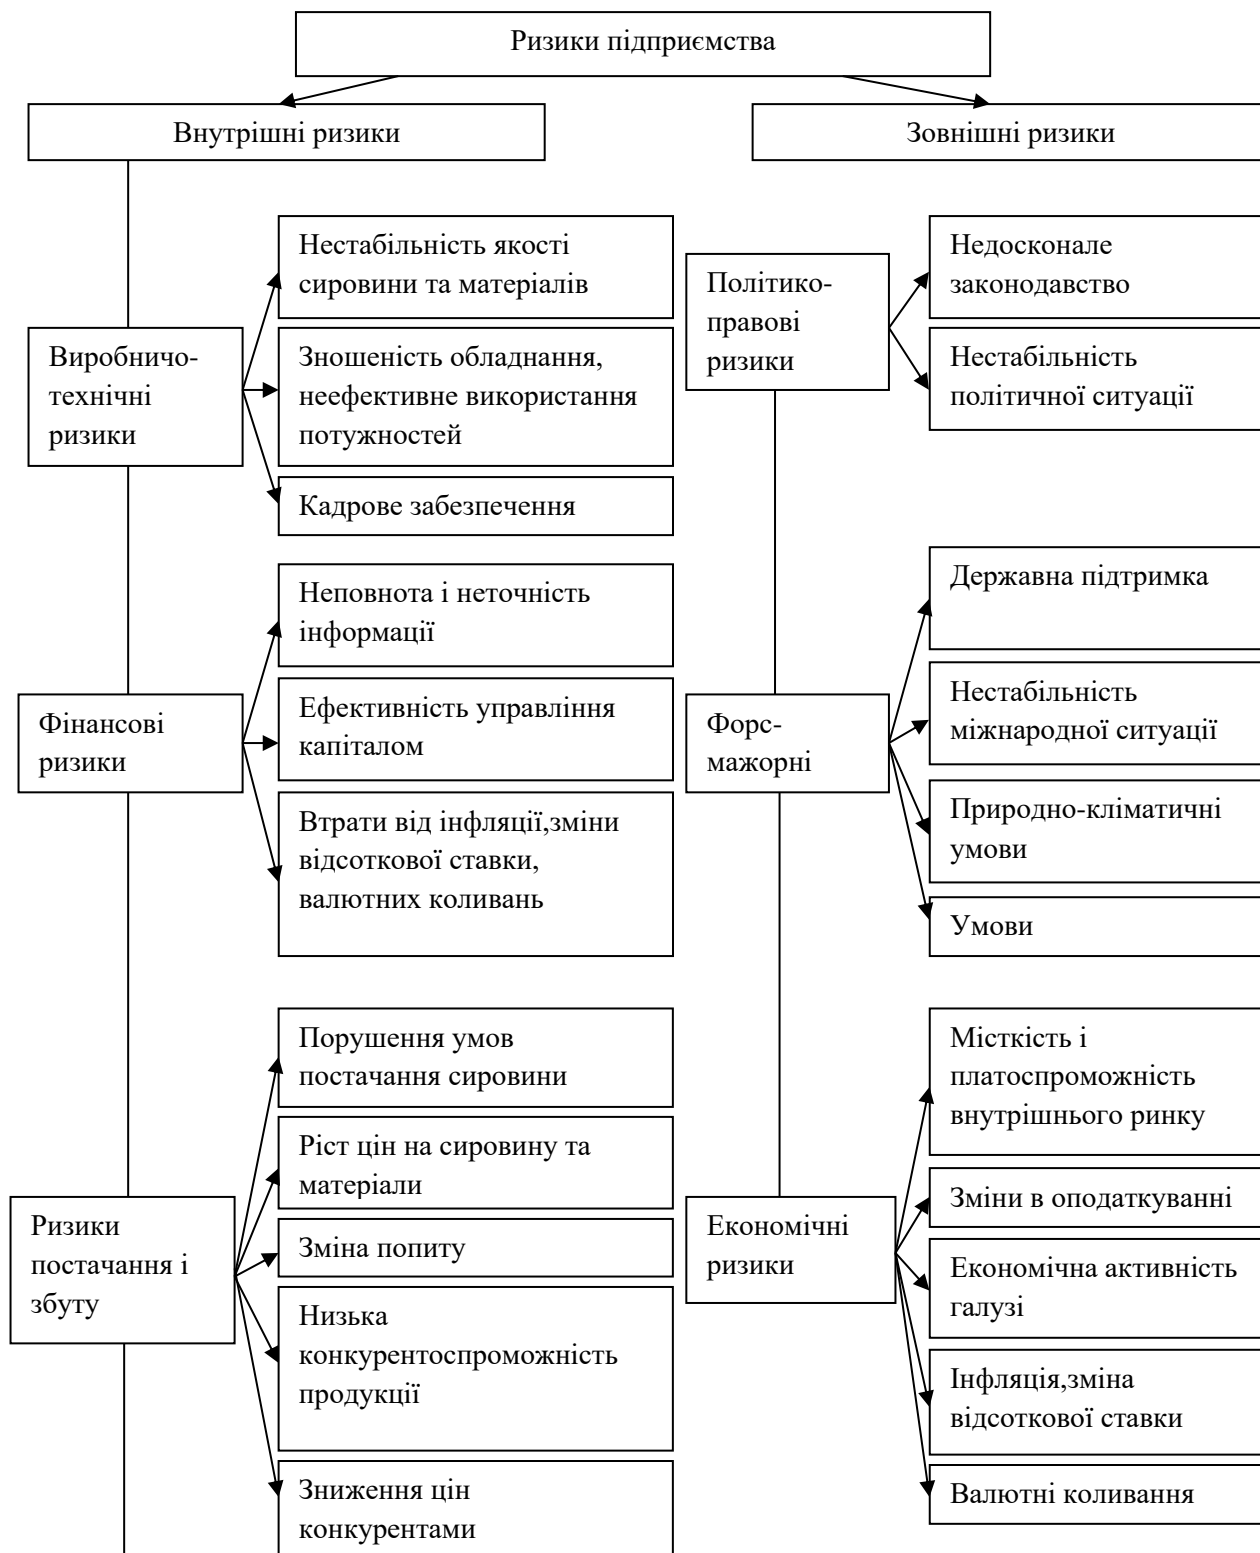 Ризики підприємства
Внутрішні ризики
Зовнішні ризики
Виробничо-
технічні
ризики
Нестабільність якості
сировини та матеріалів
Зношеність обладнання,
неефективне використання
потужностей
Кадрове забезпечення
Політико-
правові
ризики
Недосконале
законодавство
Нестабільність
політичної ситуації
Фінансові
ризики
Неповнота і неточність
інформації
Ефективність управління
капіталом
Втрати від інфляції,зміни
відсоткової ставки,
валютних коливань
Форс-
мажорні
Державна підтримка
Нестабільність
міжнародної ситуації
Природно-кліматичні
умови
Умови
Ризики
постачання і
збуту
Порушення умов
постачання сировини
Ріст цін на сировину та
матеріали
Зміна попиту
Низька
конкурентоспроможність
продукції
Зниження цін
конкурентами
Економічні
ризики
Місткість і
платоспроможність
внутрішнього ринку
Зміни в оподаткуванні
Економічна активність
галузі
Інфляція,зміна
відсоткової ставки
Валютні коливання